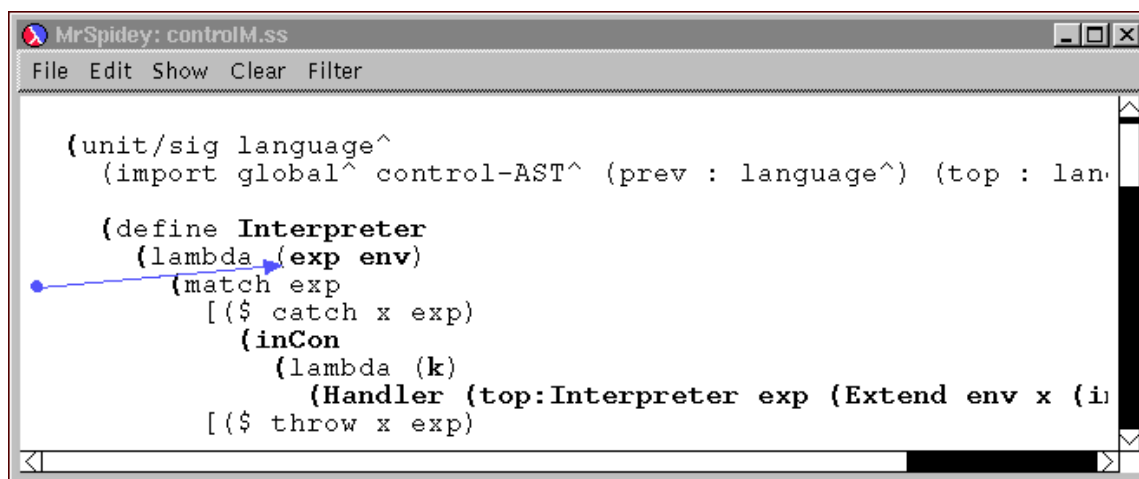 MrSpidey: controlM.ss
File Edit Show Clear Filter
(unit/sig language^
(import global^ control-AST^ (prev : language^) (top : lan
(define Interpreter
(lambda (exp env)
(match exp
[($ catch x exp)
(inCon
(lambda (k)
(Handler (top:Interpreter exp (Extend env x (i
[($ throw x exp)